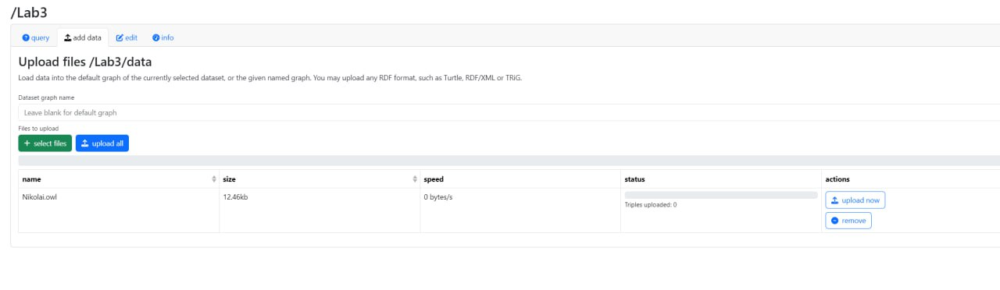 /Lab3
query add data edit info
Upload files /Lab3/data
Load data into the default graph of the currently selected dataset, or the given named graph. You may upload any RDF format, such as Turtle, RDF/XML or TRiG.
Dataset graph name
Leave blank for default graph
Files to upload
+ select files upload all
name size speed status actions
Nikolai.owl 12.46kb 0 bytes/s upload now
Triples uploaded: 0
remove